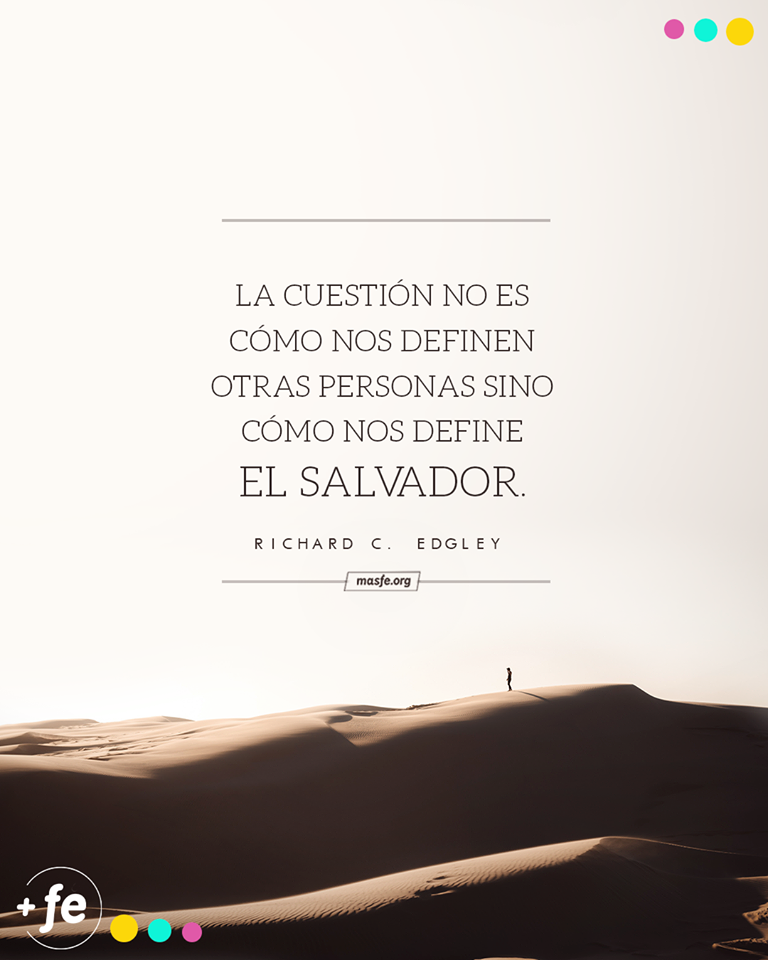 LA CUESTIÓN NO ES
CÓMO NOS DEFINEN
OTRAS PERSONAS SINO
CÓMO NOS DEFINE
EL SALVADOR.
RICHARD C. EDGLEY
masfe.org
+fe